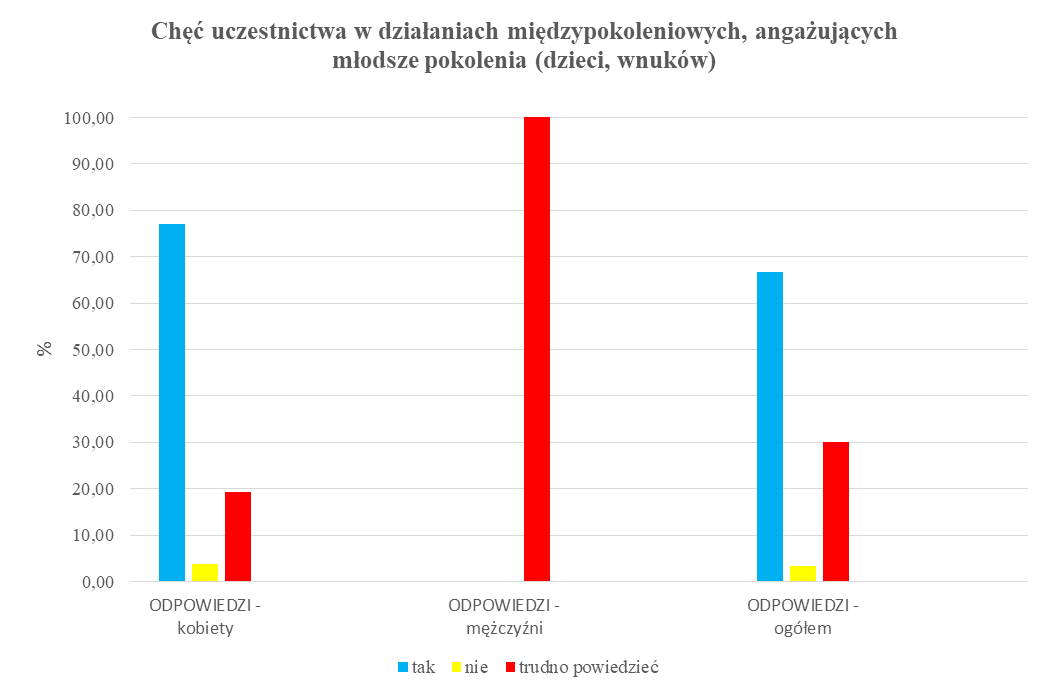 Chęć uczestnictwa w działaniach międzypokoleniowych, angażujących
młodsze pokolenia (dzieci, wnuków)
100,00
90,00
80,00
70,00
60,00
50,00
40,00
30,00
20,00
10,00
0,00
%
ODPOWIEDZI -
kobiety
ODPOWIEDZI -
mężczyźni
ODPOWIEDZI -
ogółem
tak
nie
trudno powiedzieć